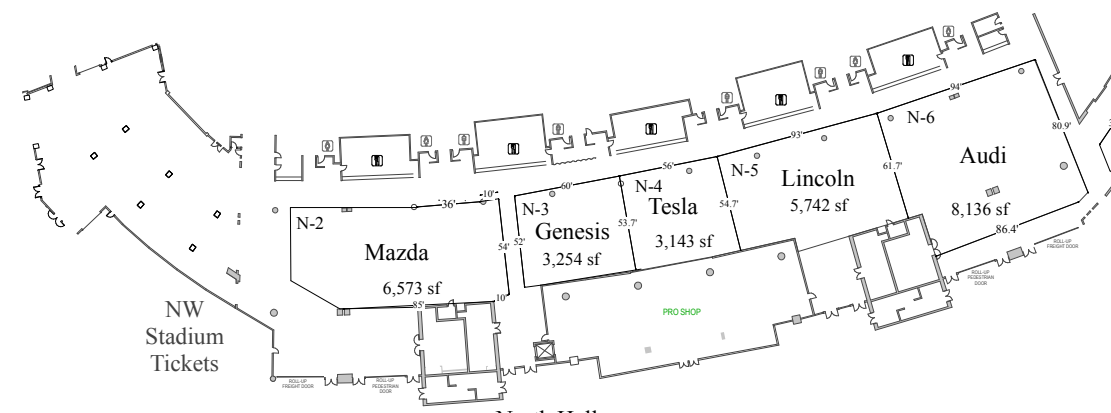 N-2
Mazda
6,573 sf
36'
10'
54'
10'
85'
N-3
Genesis
3,254 sf
60'
52'
53.7'
N-4
Tesla
3,143 sf
56'
54.7'
N-5
Lincoln
5,742 sf
93'
61.7'
N-6
Audi
8,136 sf
94'
80.9'
86.4'
NW
Stadium
Tickets
PRO SHOP
ROLL-UP
FREIGHT DOOR
ROLL-UP
PEDESTRIAN
DOOR
ROLL-UP
PEDESTRIAN
DOOR
ROLL-UP
FREIGHT DOOR